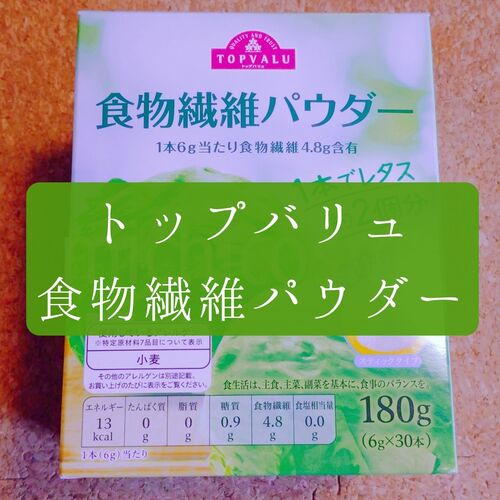 QUALITY AND TRUST
TOPVALU
トップバリュ
食物繊維パウダー
1本6g当たり食物繊維4.8g含有
1本でレタス
2個分
トップバリュ
食物繊維パウダー
※特定原材料7品目について表示
小麦
その他のアレルゲンは別途記載。
お買い上げのたびに表示をご覧ください。
スティックタイプ
食生活は、主食、主菜、副菜を基本に、食事のバランスを。
エネルギー たんぱく質 脂質 糖質 食物繊維 食塩相当量
13 kcal 0 g 0 g 0.9 g 4.8 g 0.0 g
1本(6g)当たり
180g
(6g×30本)